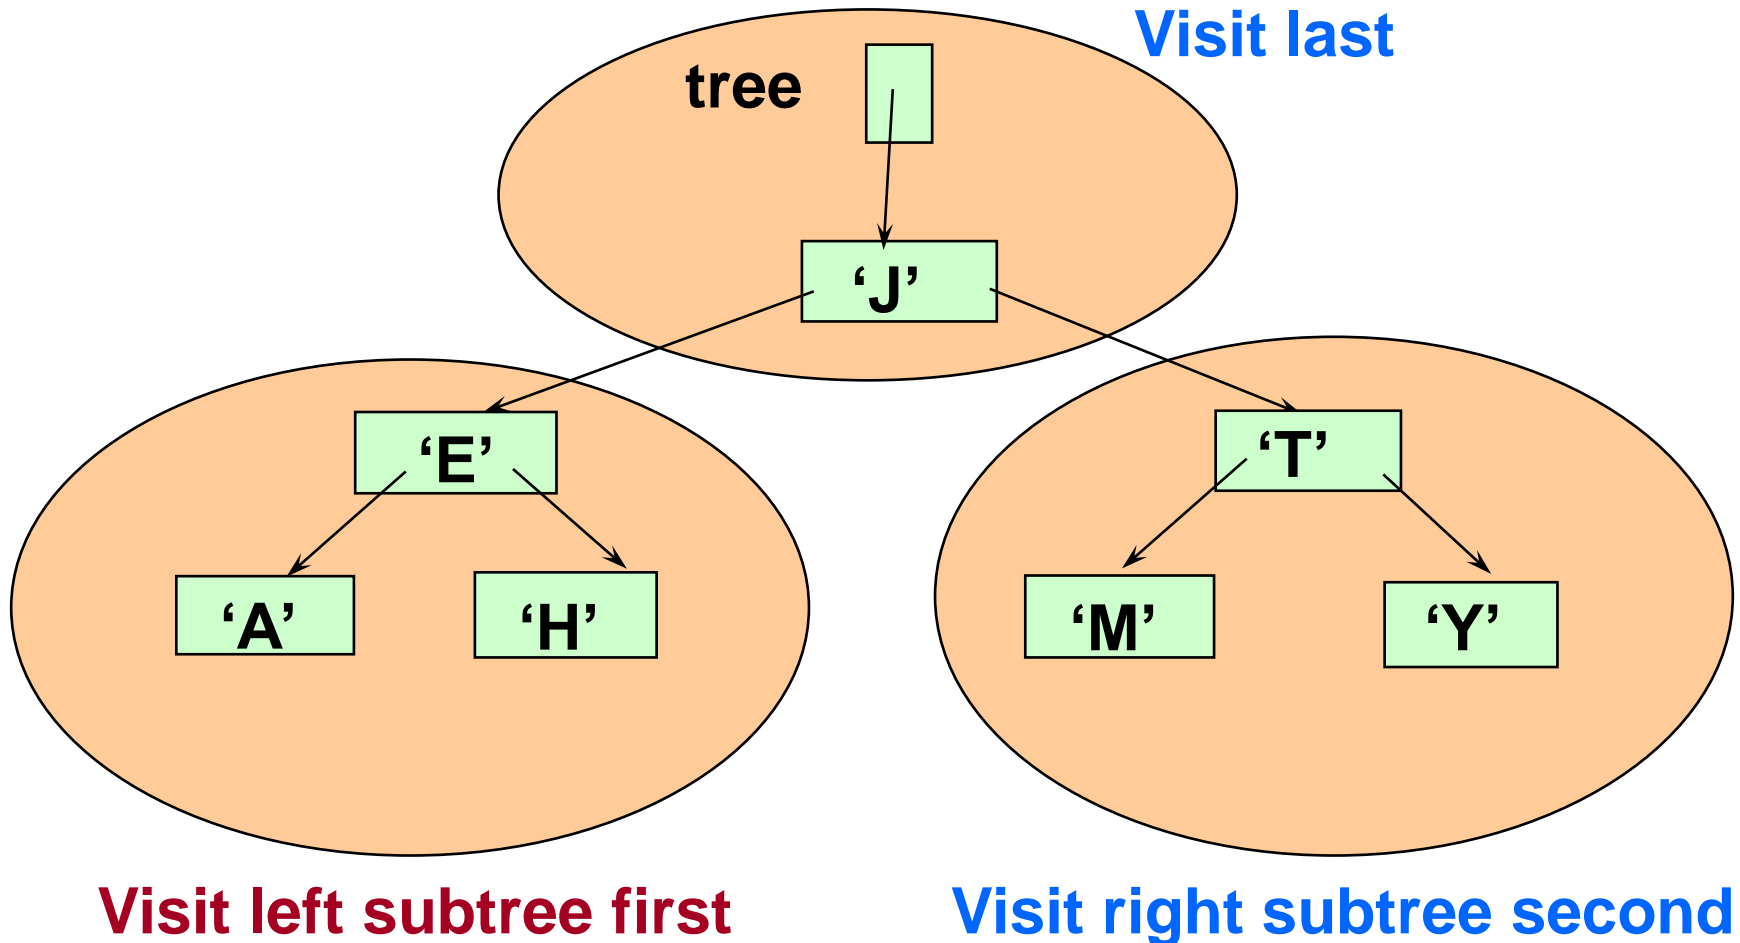 Visit last
tree
‘J’
‘E’
‘T’
‘A’
‘H’
‘M’
‘Y’
Visit left subtree first
Visit right subtree second